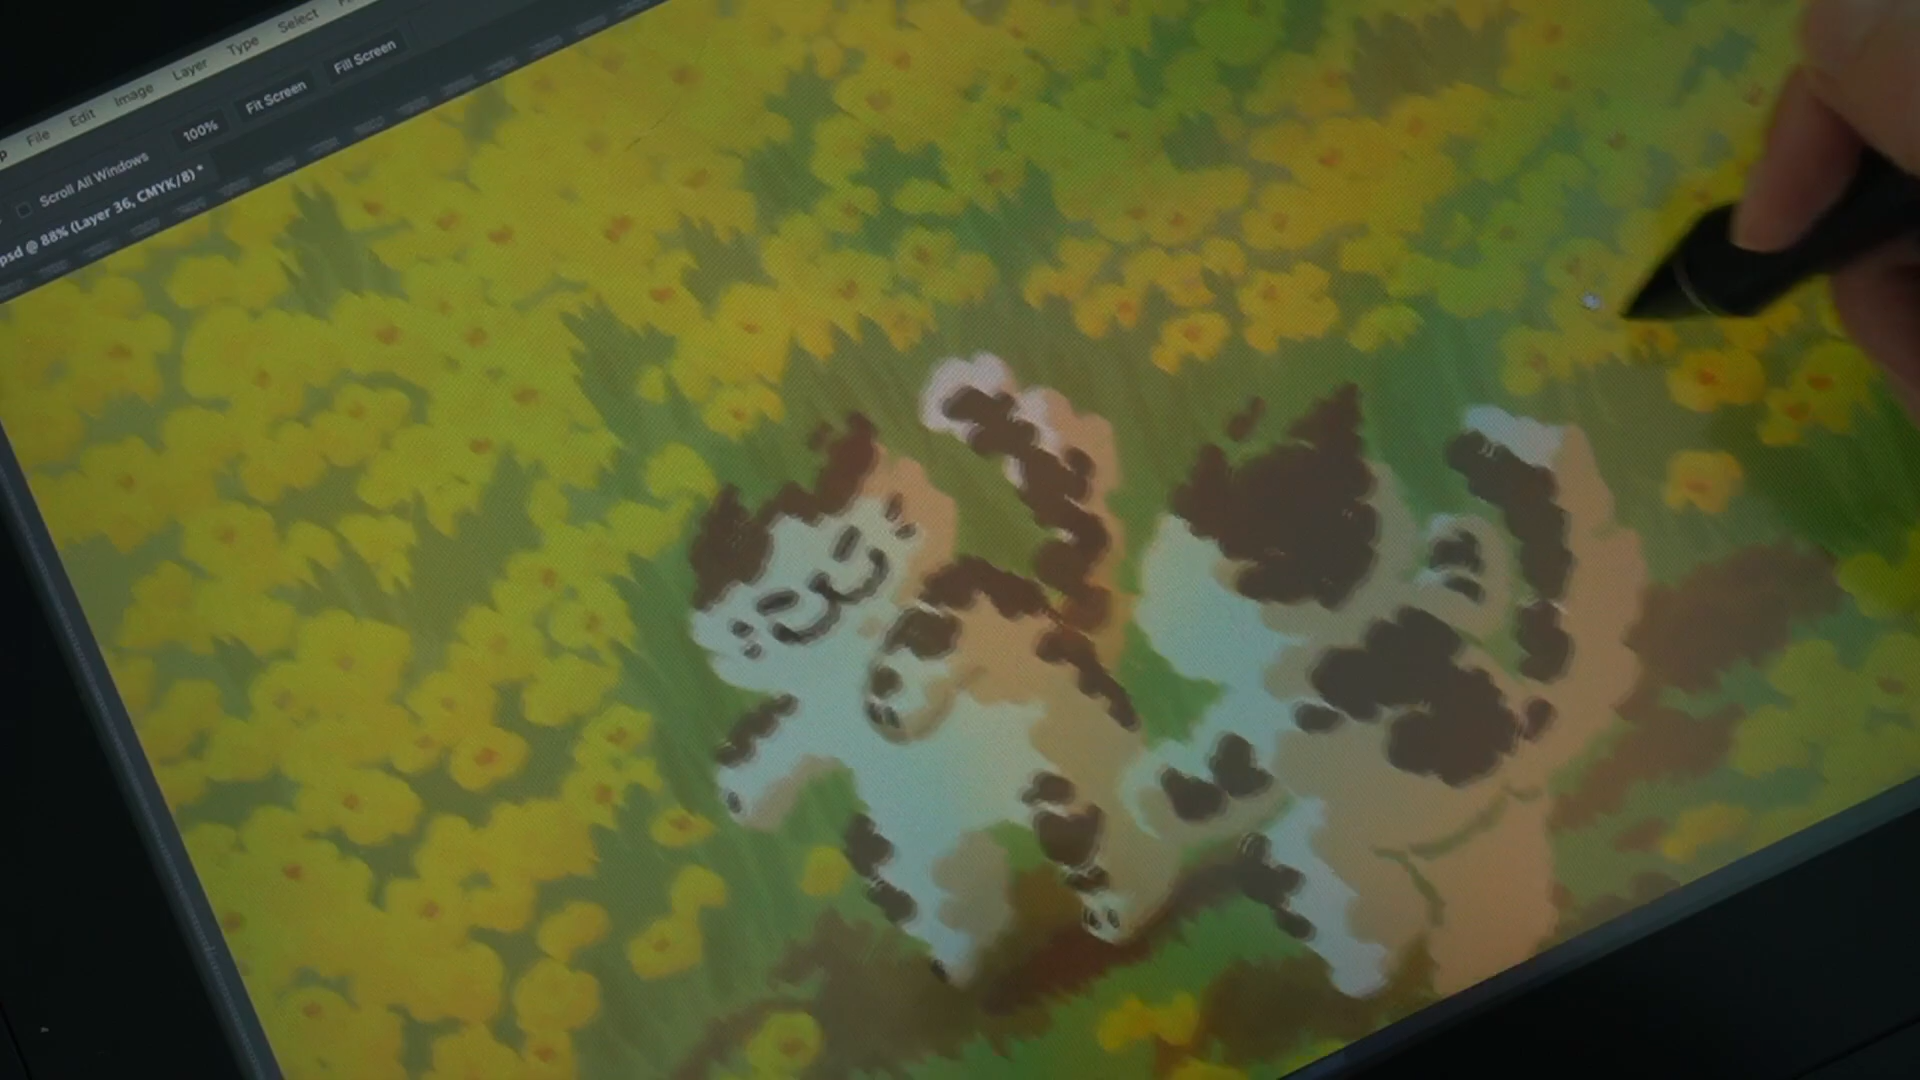 File Edit Image Layer Type Select
Scroll All Windows 100% Fit Screen Fill Screen
psd @ 88% (Layer 36, CMYK/8) *